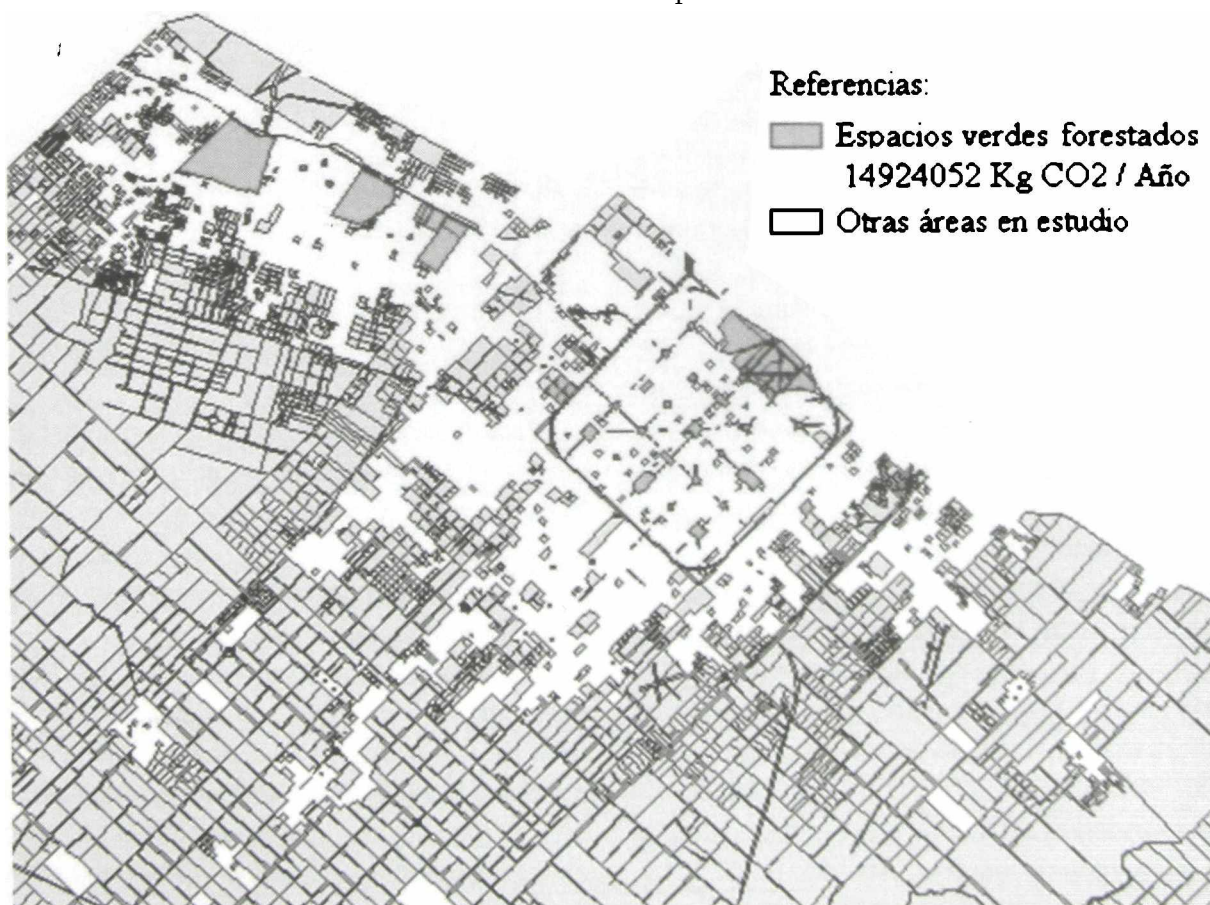 Referencias:
Espacios verdes forestados
14924052 Kg CO2 / Año
Otras áreas en estudio